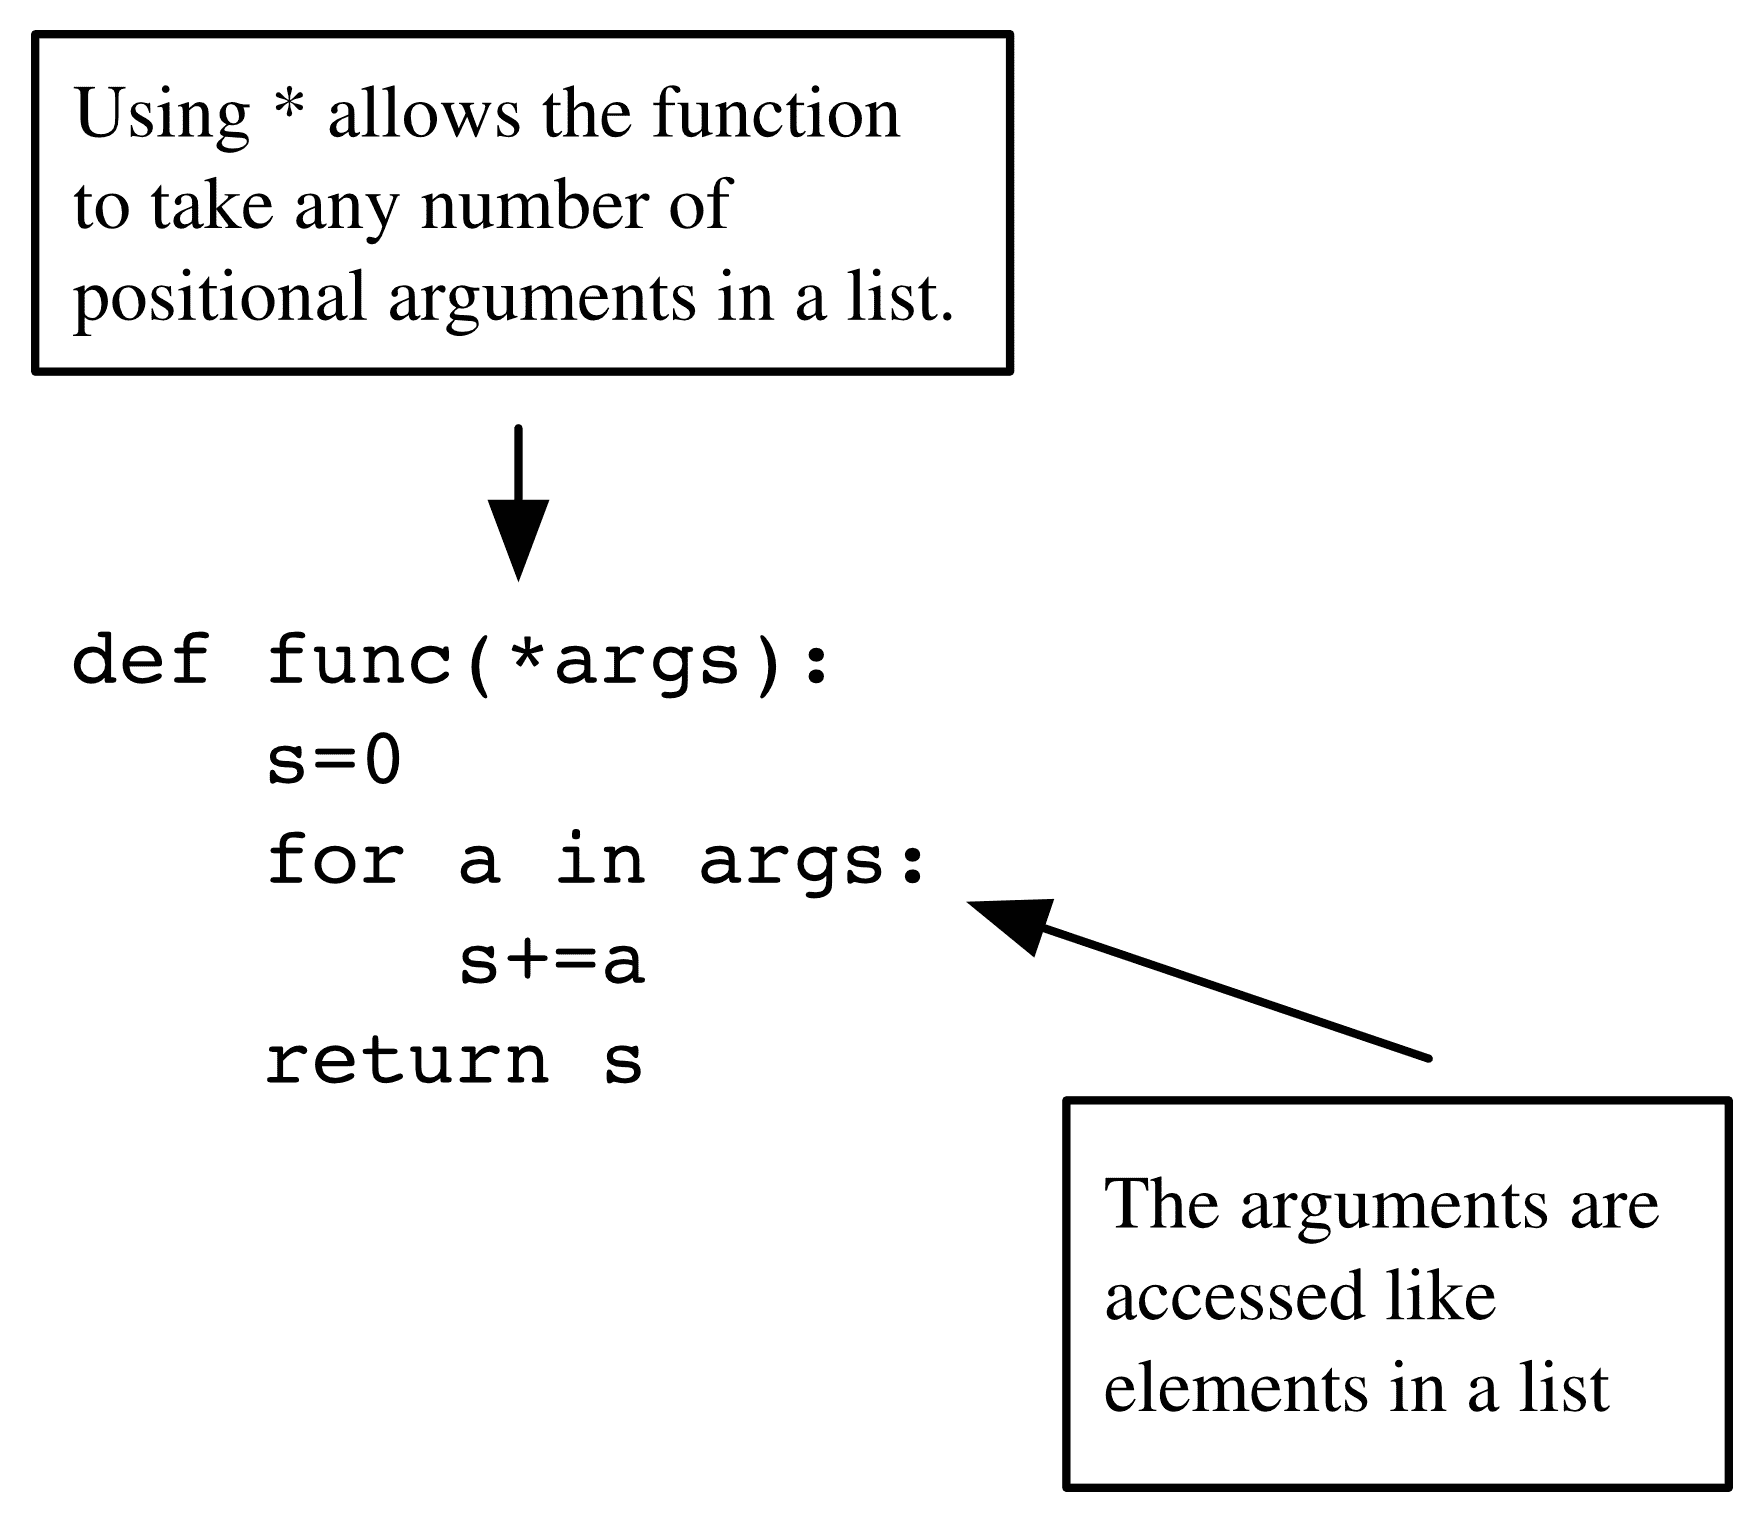 Using * allows the function
to take any number of
positional arguments in a list.
def func(*args):
    s=0
    for a in args:
        s+=a
    return s
The arguments are
accessed like
elements in a list